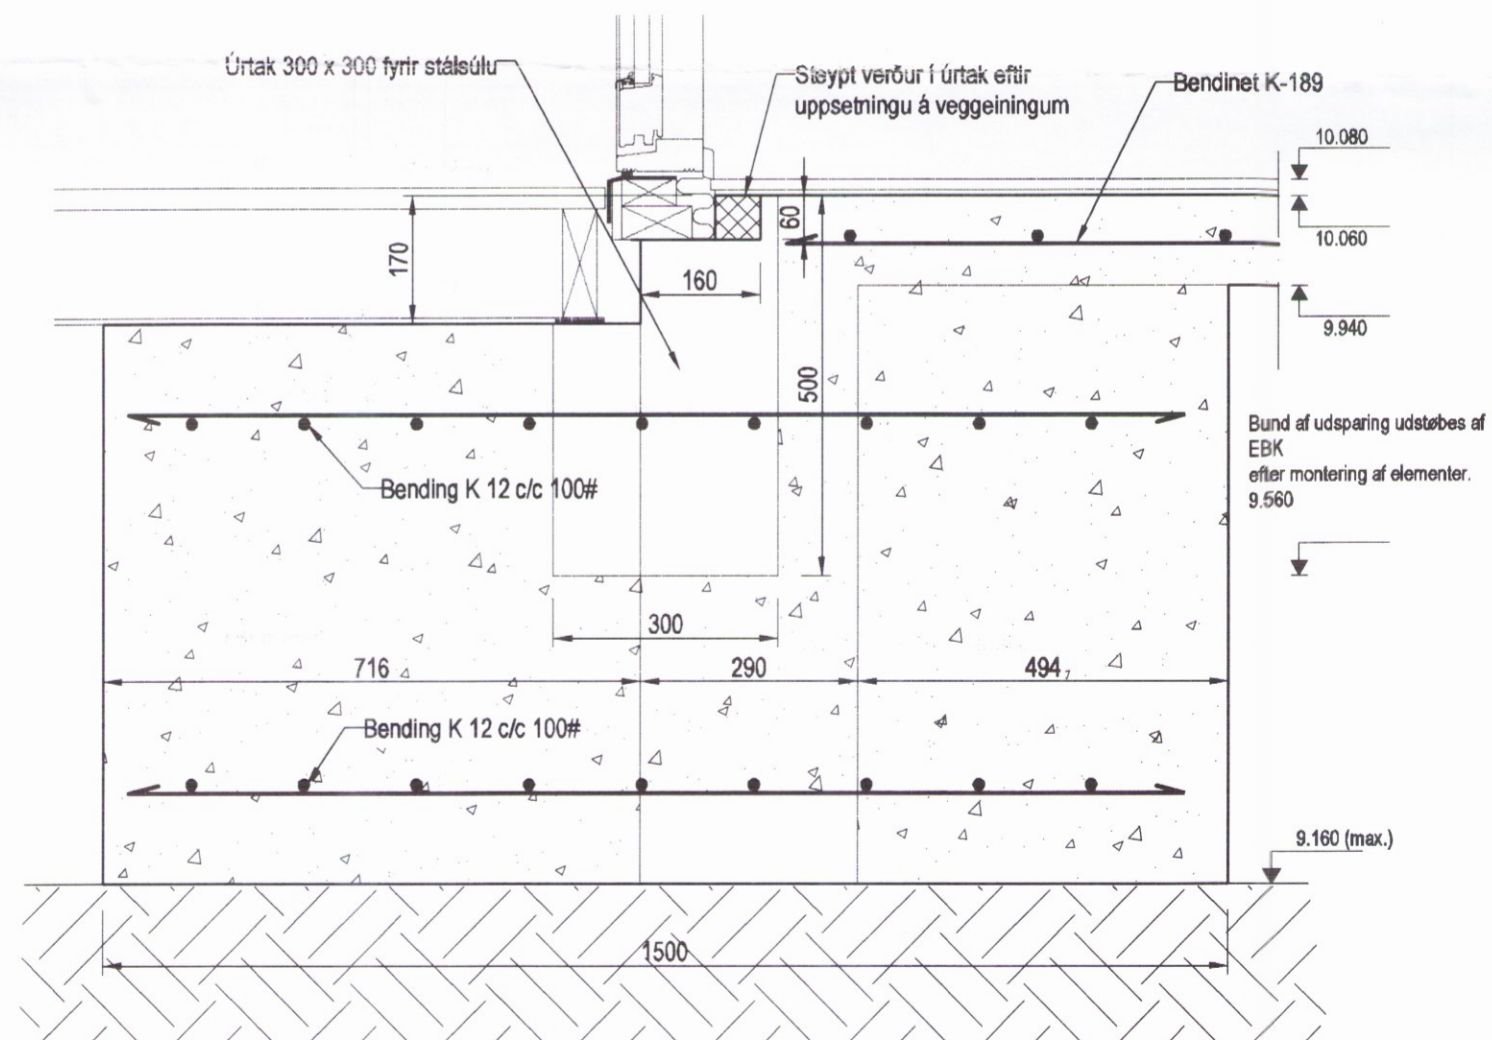 Úrtak 300 x 300 fyrir stálsúlu
Steypt verður í úrtak eftir
uppsetningu á veggeiningum
Bendinet K-189
10.080
10.060
9.940
170
160
60
500
Bund af udsparing udstøbes af
EBK
efter montering af elementer.
9.560
Bending K 12 c/c 100#
300
716
290
494
Bending K 12 c/c 100#
9.160 (max.)
1500